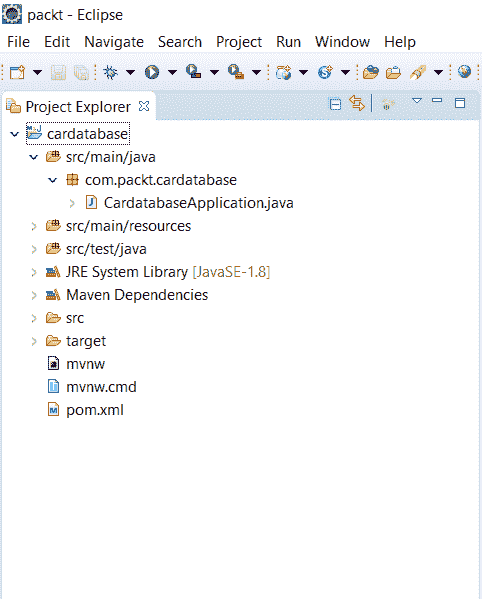 packt - Eclipse
File Edit Navigate Search Project Run Window Help
Project Explorer
cardatabase
src/main/java
com.packt.cardatabase
CardatabaseApplication.java
src/main/resources
src/test/java
JRE System Library [JavaSE-1.8]
Maven Dependencies
src
target
mvnw
mvnw.cmd
pom.xml